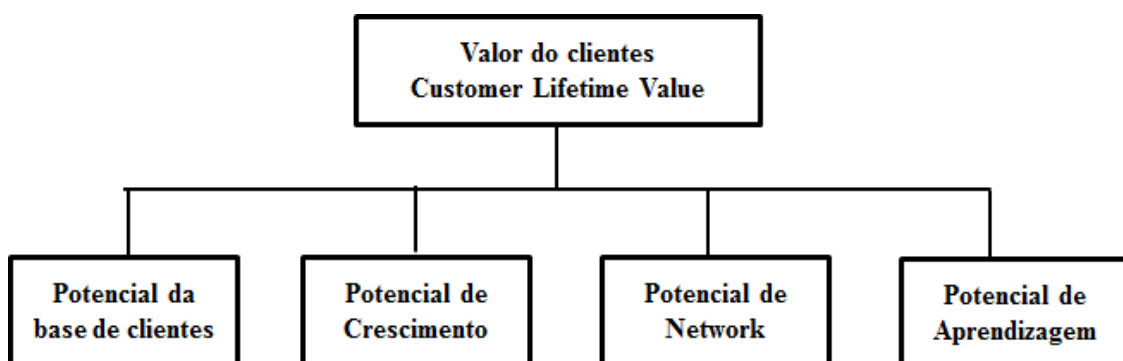 Valor do clientes
Customer Lifetime Value
Potencial da
base de clientes
Potencial de
Crescimento
Potencial de
Network
Potencial de
Aprendizagem